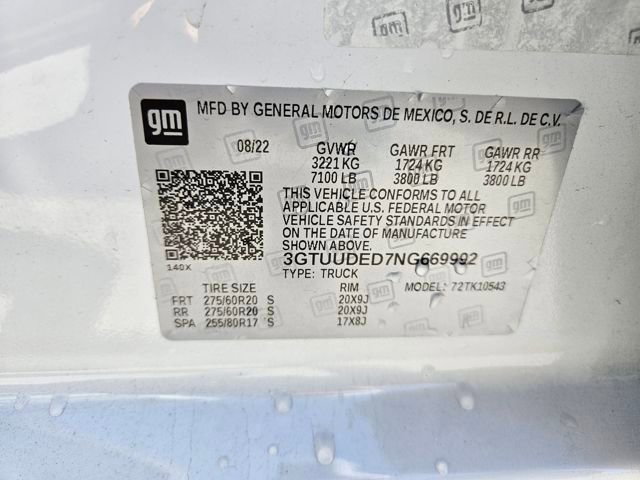 gm
MFD BY GENERAL MOTORS DE MEXICO, S. DE R.L. DE C.V.
08/22 GVWR GAWR FRT GAWR RR
3221 KG 1724 KG 1724 KG
7100 LB 3800 LB 3800 LB
THIS VEHICLE CONFORMS TO ALL
APPLICABLE U.S. FEDERAL MOTOR
VEHICLE SAFETY STANDARDS IN EFFECT
ON THE DATE OF MANUFACTURE
SHOWN ABOVE.
3GTUUDED7NG669992
140X TYPE: TRUCK MODEL: 72TK10543
TIRE SIZE RIM
FRT 275/60R20 S 20X9J
RR 275/60R20 S 20X9J
SPA 255/80R17 S 17X8J